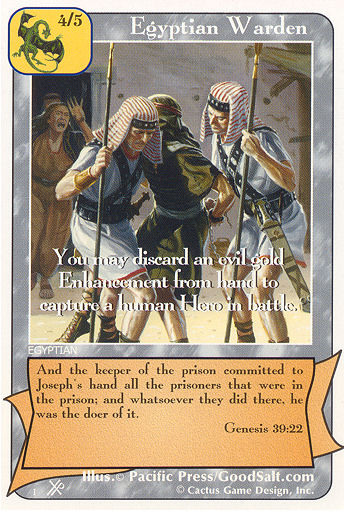 4/5
Egyptian Warden
You may discard an evil gold
Enhancement from hand to
capture a human Hero in battle.
EGYPTIAN
And the keeper of the prison committed to
Joseph's hand all the prisoners that were in
the prison; and whatsoever they did there, he
was the doer of it.
Genesis 39:22
Illus.© Pacific Press/GoodSalt.com
© Cactus Game Design, Inc.